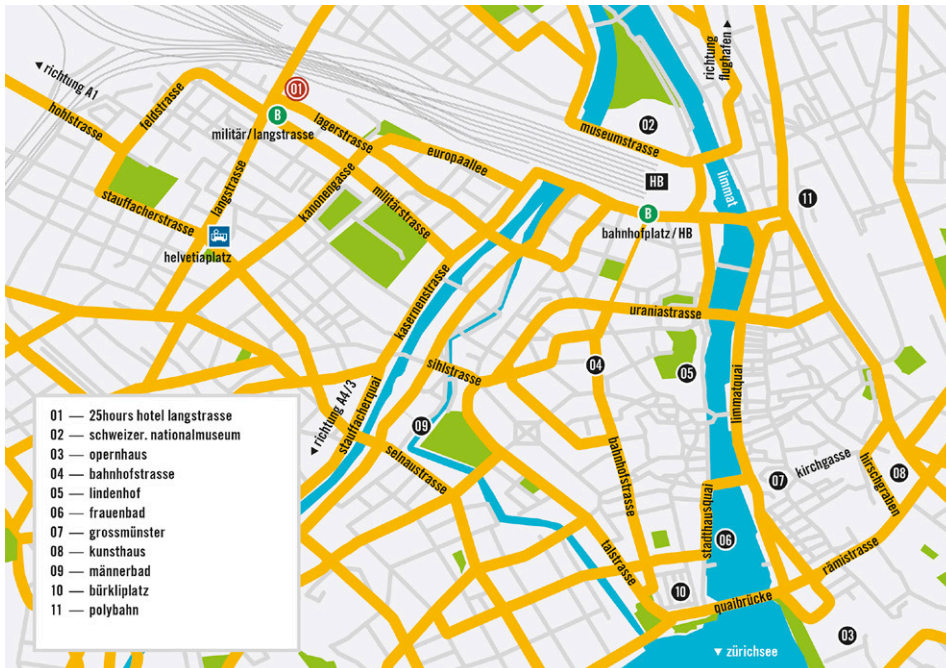 ◄ richtung A1
hohlstrasse
feldstrasse
01
B
militär/langstrasse
lagerstrasse
langstrasse
stauffacherstrasse
helvetiaplatz
kanonengasse
militärstrasse
europaallee
kasernenstrasse
museumstrasse
02
richtung
flughafen ►
limmat
HB
B
bahnhofplatz/HB
11
uraniastrasse
sihlstrasse
04
05
limmatquai
◄ richtung A4/3
stauffacherquai
09
selnaustrasse
bahnhofstrasse
kirchgasse
07
08
hirschgraben
stadthausquai
06
talstrasse
10
quaibrücke
rämistrasse
03
▼ zürichsee
01 — 25hours hotel langstrasse
02 — schweizer. nationalmuseum
03 — opernhaus
04 — bahnhofstrasse
05 — lindenhof
06 — frauenbad
07 — grossmünster
08 — kunsthaus
09 — männerbad
10 — bürkliplatz
11 — polybahn